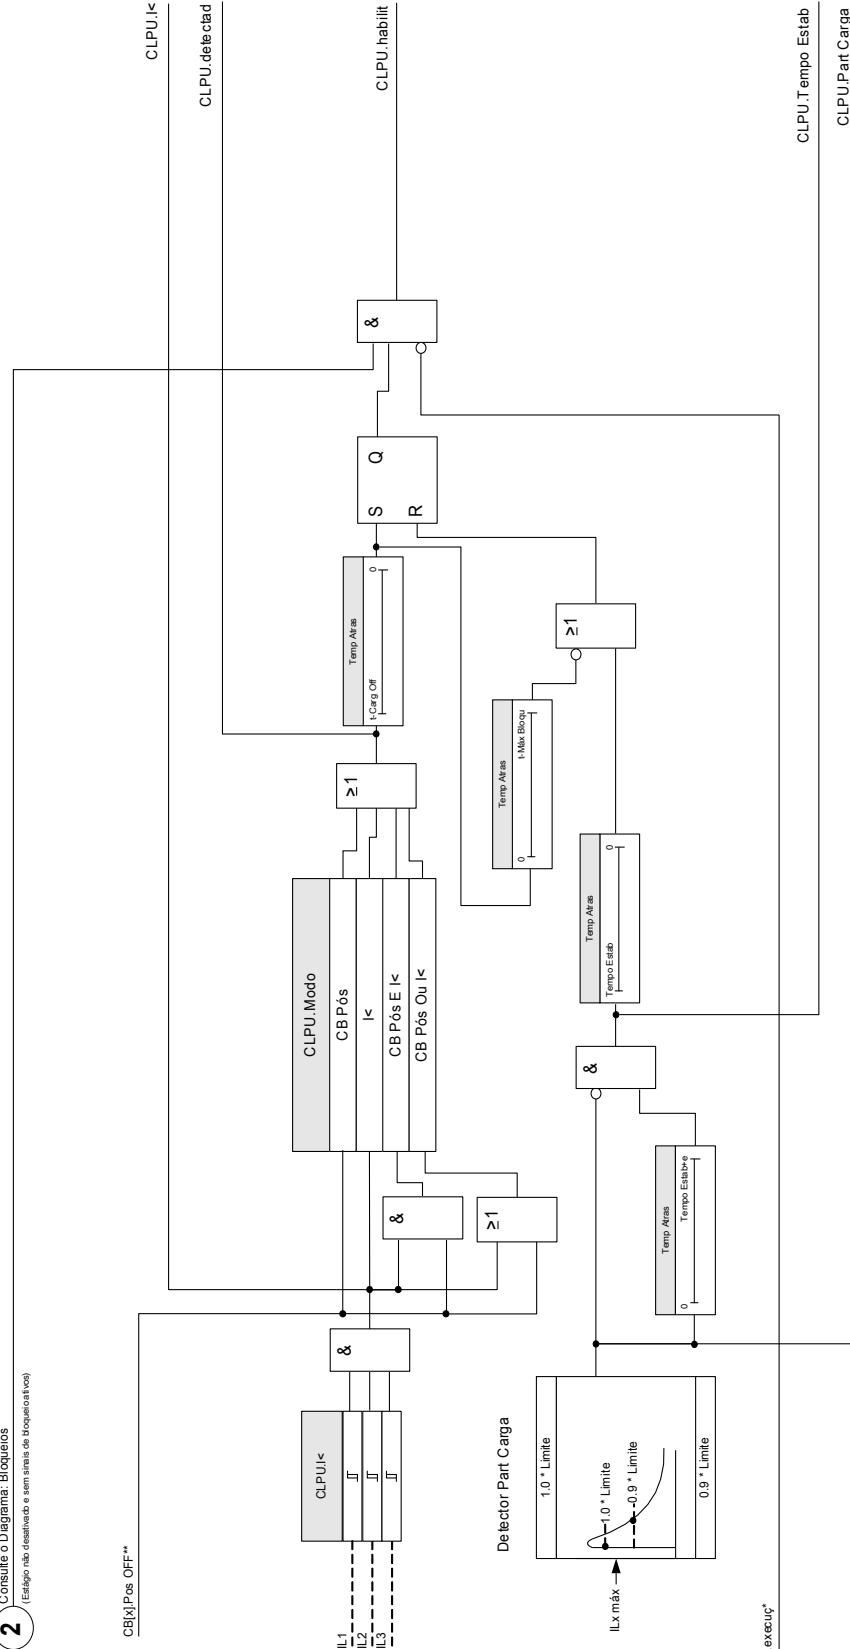 2
Consulte o Diagrama: Bloqueios
(Estágio não desativado e sem sinais de bloqueio ativos)
CB[x].Pos OFF**
IL1
IL2
IL3
CLPU.I<
&
&
≥1
CLPU.Modo
CB Pós
I<
CB Pós E I<
CB Pós Ou I<
≥1
Temp Atras
t-Carg Off
0
S
R
Q
&
CLPU.I<
CLPU.detectad
CLPU.habilit
Temp Atras
0
t-Máx Bloqu
≥1
Detector Part Carga
1.0 * Limite
1.0 * Limite
0.9 * Limite
0.9 * Limite
ILx máx
Temp Atras
0
Tempo Estab+e
&
Temp Atras
Tempo Estab
0
CLPU.Tempo Estab
CLPU.Part Carga
execuç*